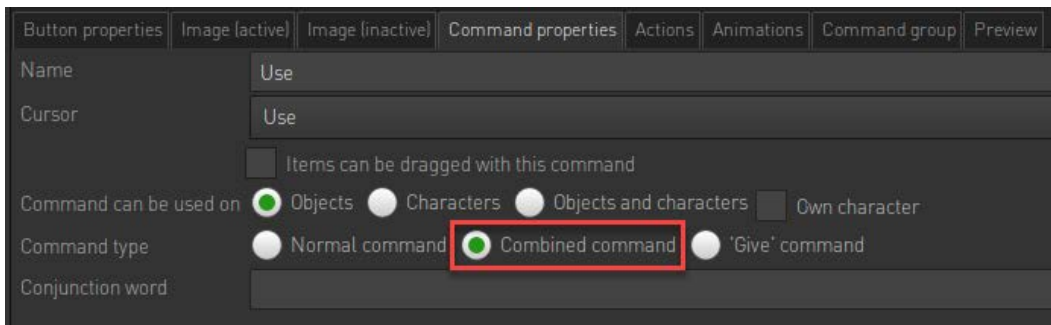 Button properties Image (active) Image (inactive) Command properties Actions Animations Command group Preview
Name Use
Cursor Use
Items can be dragged with this command
Command can be used on Objects Characters Objects and characters Own character
Command type Normal command Combined command 'Give' command
Conjunction word